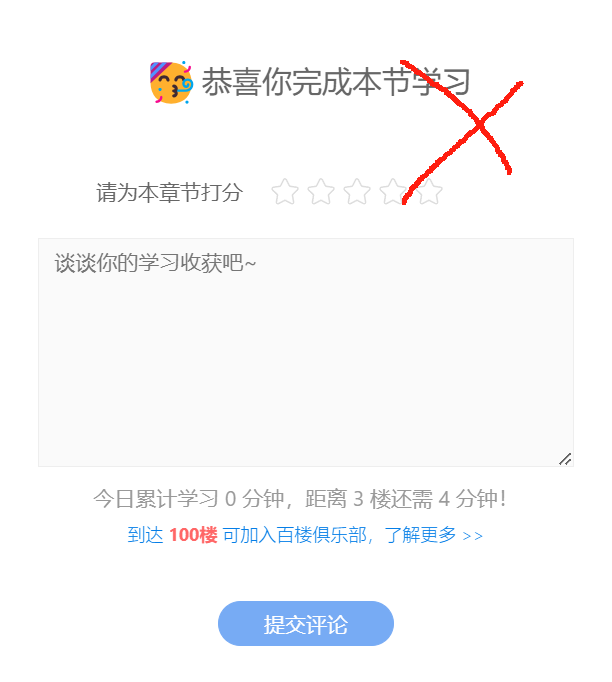 恭喜你完成本节学习
请为本章节打分
谈谈你的学习收获吧~
今日累计学习 0 分钟，距离 3 楼还需 4 分钟！
到达 100楼 可加入百楼俱乐部，了解更多 >>
提交评论